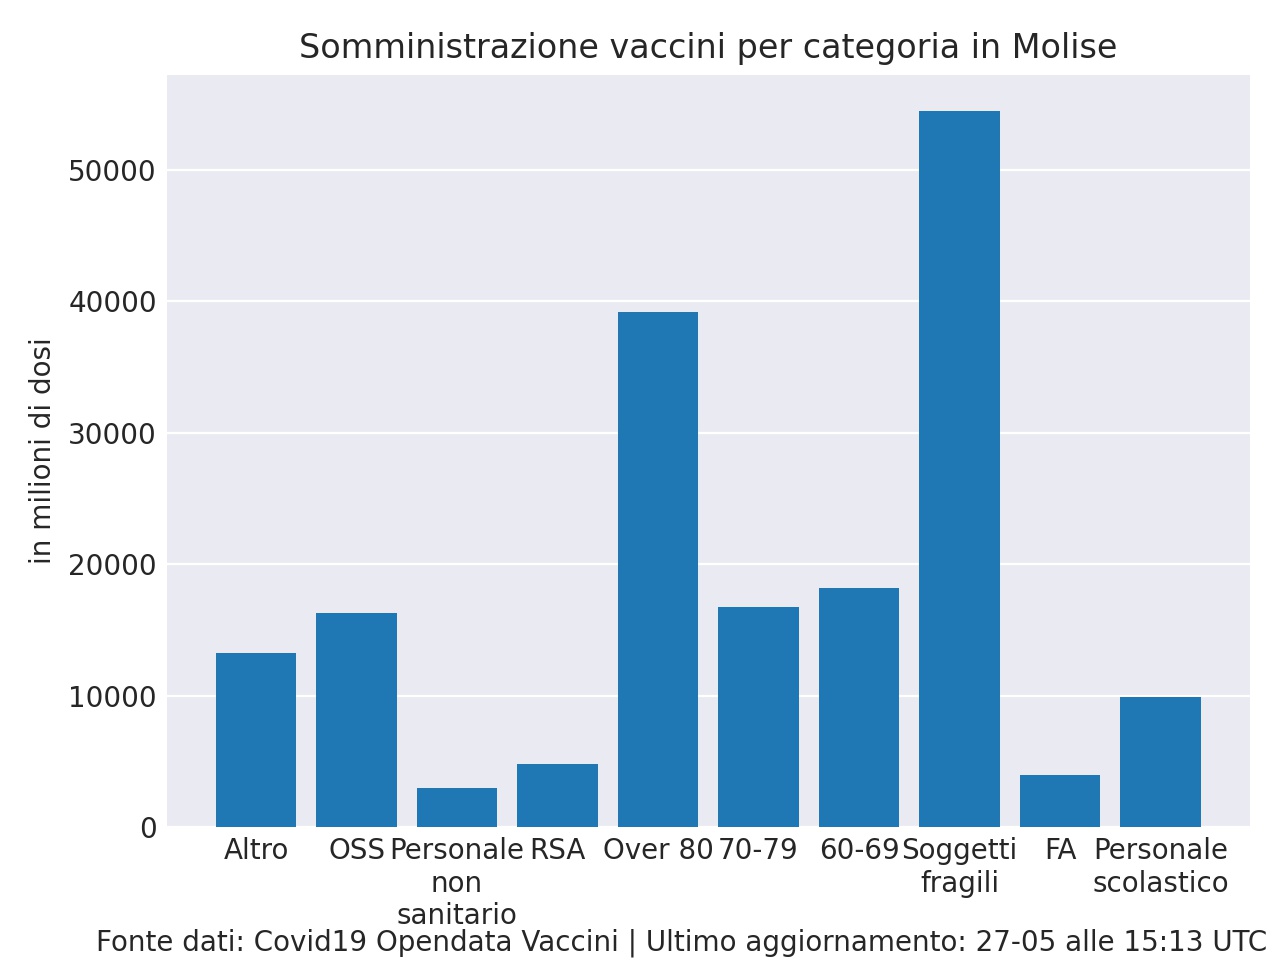 Somministrazione vaccini per categoria in Molise
in milioni di dosi
50000
40000
30000
20000
10000
0
Altro
OSS
Personale
non
sanitario
RSA
Over 80
70-79
60-69
Soggetti
fragili
FA
Personale
scolastico
Fonte dati: Covid19 Opendata Vaccini | Ultimo aggiornamento: 27-05 alle 15:13 UTC